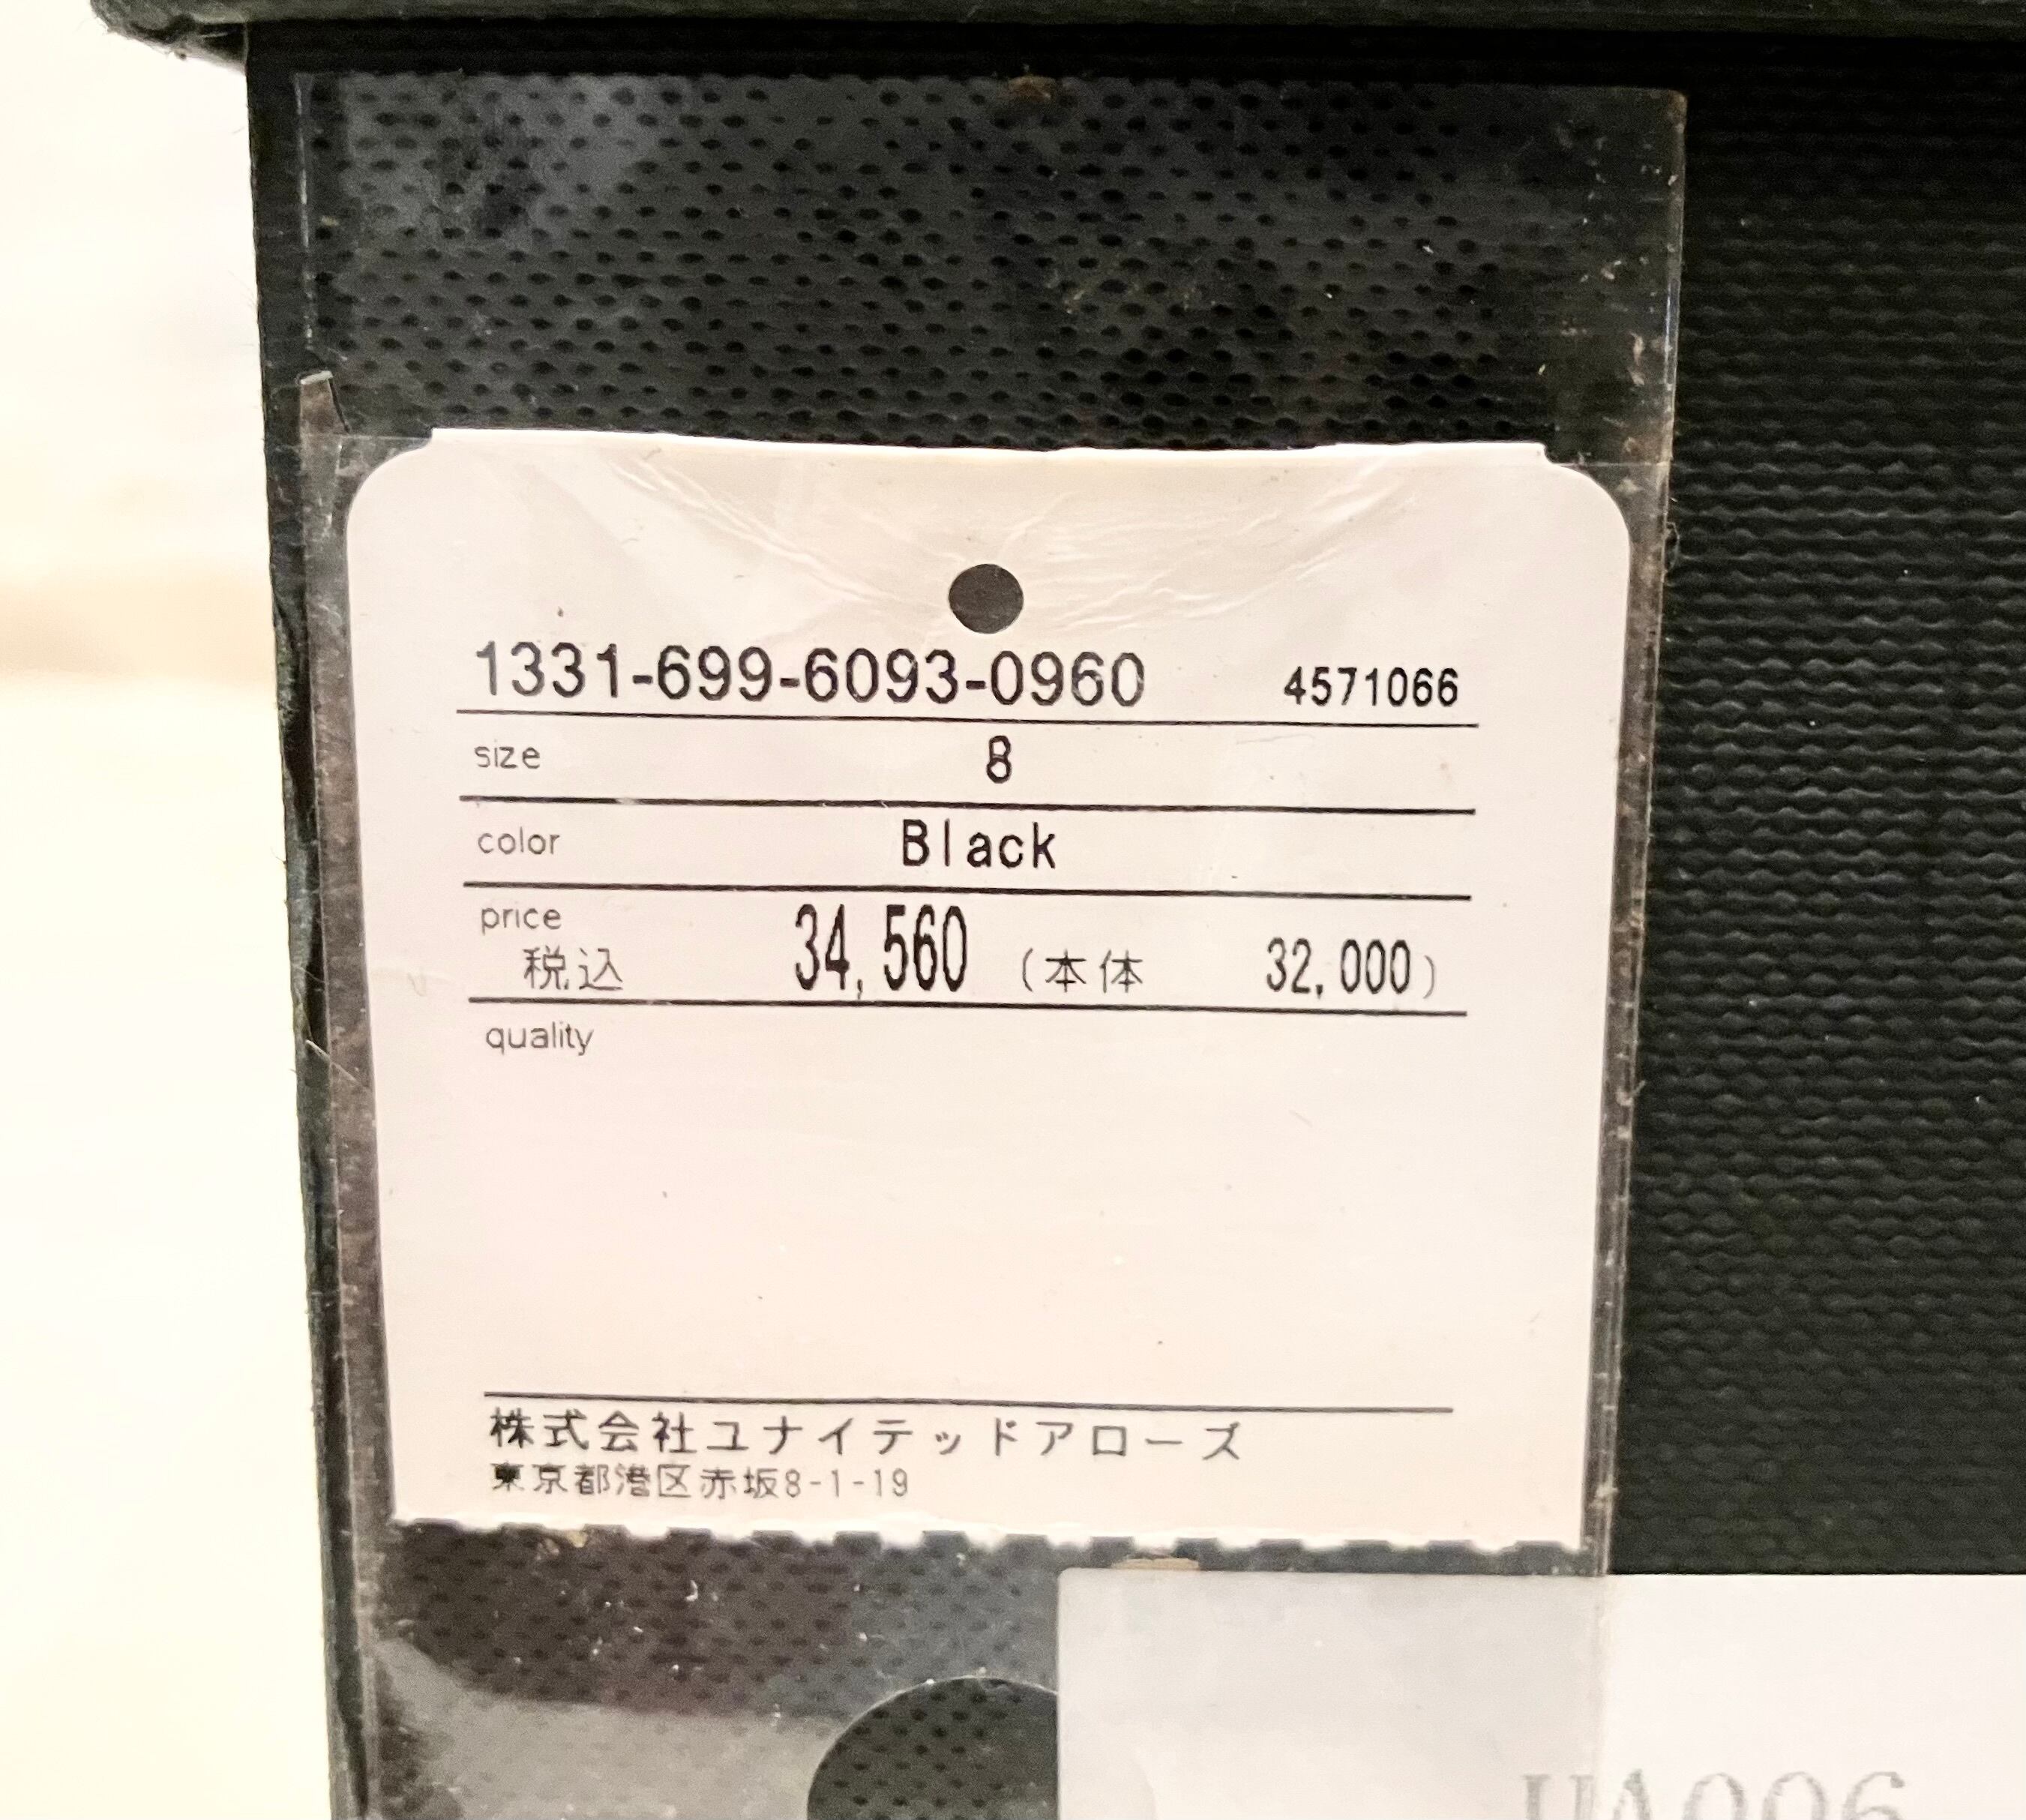 1331-699-6093-0960 4571066
size 8
color Black
price
税込 34,560 (本体 32,000)
quality
株式会社ユナイテッドアローズ
東京都港区赤坂8-1-19